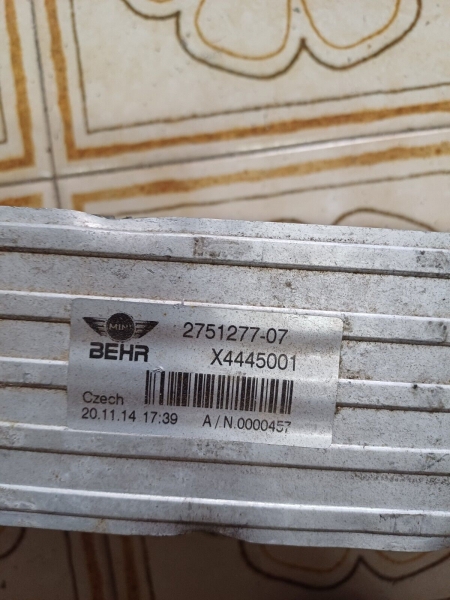 MINI
2751277-07
BEHR
X4445001
Czech
20.11.14 17:39
A / N.0000457